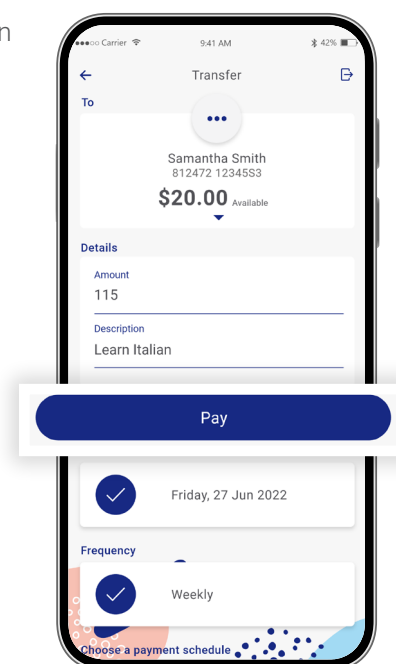 n
Carrier 9:41 AM 42%
Transfer
To
Samantha Smith
812472 12345S3
$20.00 Available
Details
Amount
115
Description
Learn Italian
Pay
Friday, 27 Jun 2022
Frequency
Weekly
Choose a payment schedule